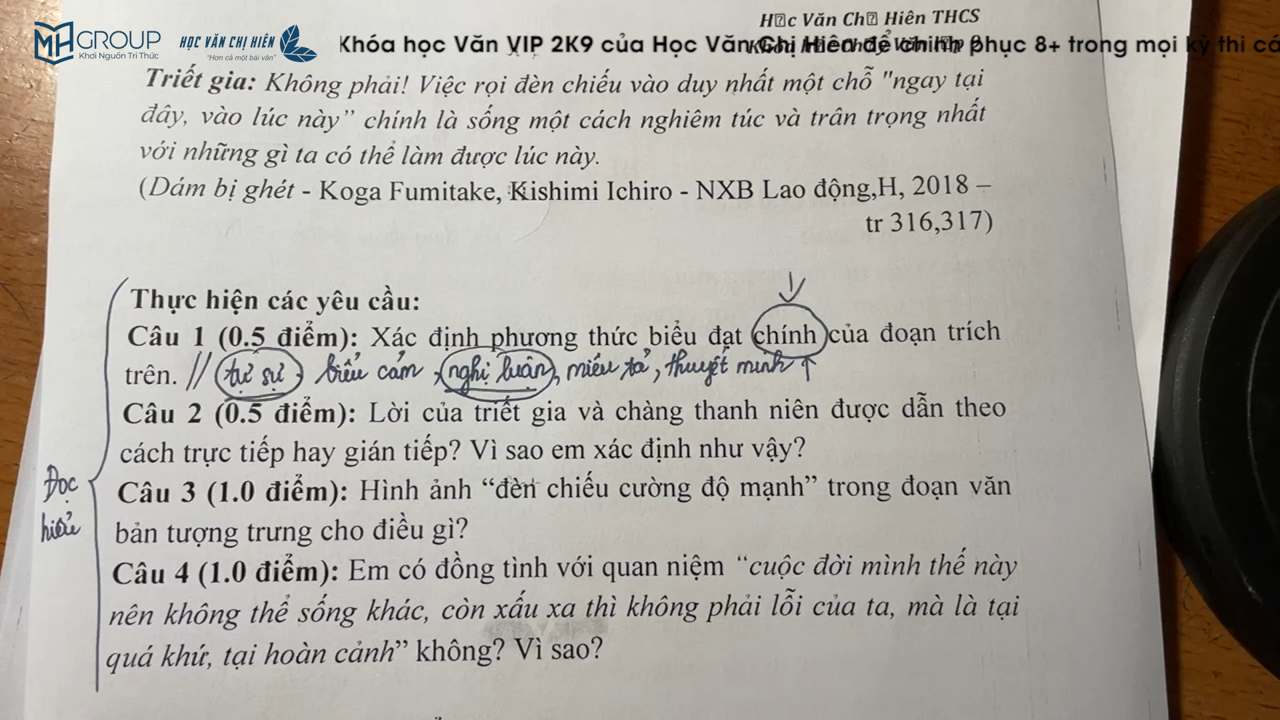 MH GROUP
Khơi Nguồn Tri Thức
HỌC VĂN CHỊ HIÊN
"Hơn cả một bài văn"
Học Văn Chị Hiên THCS
Khóa học Văn VIP 2K9 của Học Văn Chị Hiên để chinh phục 8+ trong mọi kỳ thi
Triết gia: Không phải! Việc rọi đèn chiếu vào duy nhất một chỗ "ngay tại
đây, vào lúc này" chính là sống một cách nghiêm túc và trân trọng nhất
với những gì ta có thể làm được lúc này.
(Dám bị ghét - Koga Fumitake, Kishimi Ichiro - NXB Lao động,H, 2018 –
tr 316,317)
Thực hiện các yêu cầu:
Câu 1 (0.5 điểm): Xác định phương thức biểu đạt chính của đoạn trích
trên. // tự sự, biểu cảm, nghị luận, miêu tả, thuyết minh
Câu 2 (0.5 điểm): Lời của triết gia và chàng thanh niên được dẫn theo
cách trực tiếp hay gián tiếp? Vì sao em xác định như vậy?
Câu 3 (1.0 điểm): Hình ảnh “đèn chiếu cường độ mạnh” trong đoạn văn
bản tượng trưng cho điều gì?
Câu 4 (1.0 điểm): Em có đồng tình với quan niệm “cuộc đời mình thế này
nên không thể sống khác, còn xấu xa thì không phải lỗi của ta, mà là tại
quá khứ, tại hoàn cảnh” không? Vì sao?
Đọc
hiểu